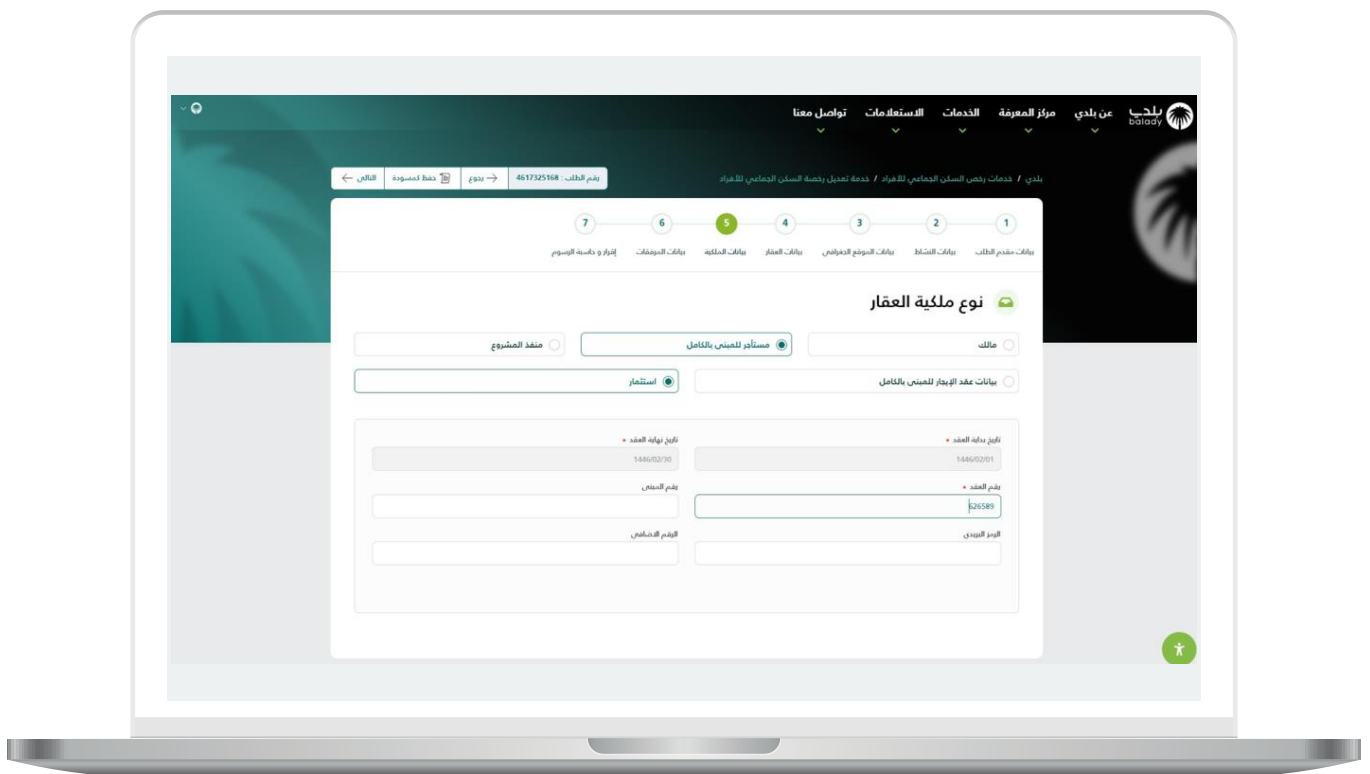 بلدي
balady
عن بلدي
مركز المعرفة
الخدمات
الاستعلامات
تواصل معنا
بلدي / خدمات رخص السكن الجماعي للأفراد / خدمة تعديل رخصة السكن الجماعي للأفراد
رقم الطلب : 4617325168
رجوع
حفظ كمسودة
التالي
1
2
3
4
5
6
7
بيانات مقدم الطلب
بيانات النشاط
بيانات الموقع الجغرافي
بيانات العقار
بيانات الملكية
بيانات المرفقات
إقرار و حاسبة الرسوم
نوع ملكية العقار
مالك
مستأجر للمبنى بالكامل
منفذ المشروع
بيانات عقد الإيجار للمبنى بالكامل
استثمار
تاريخ بداية العقد *
تاريخ نهاية العقد *
1446/02/01
1446/02/30
رقم العقد *
رقم المبنى
626589
الرمز البريدي
الرقم الاضافي